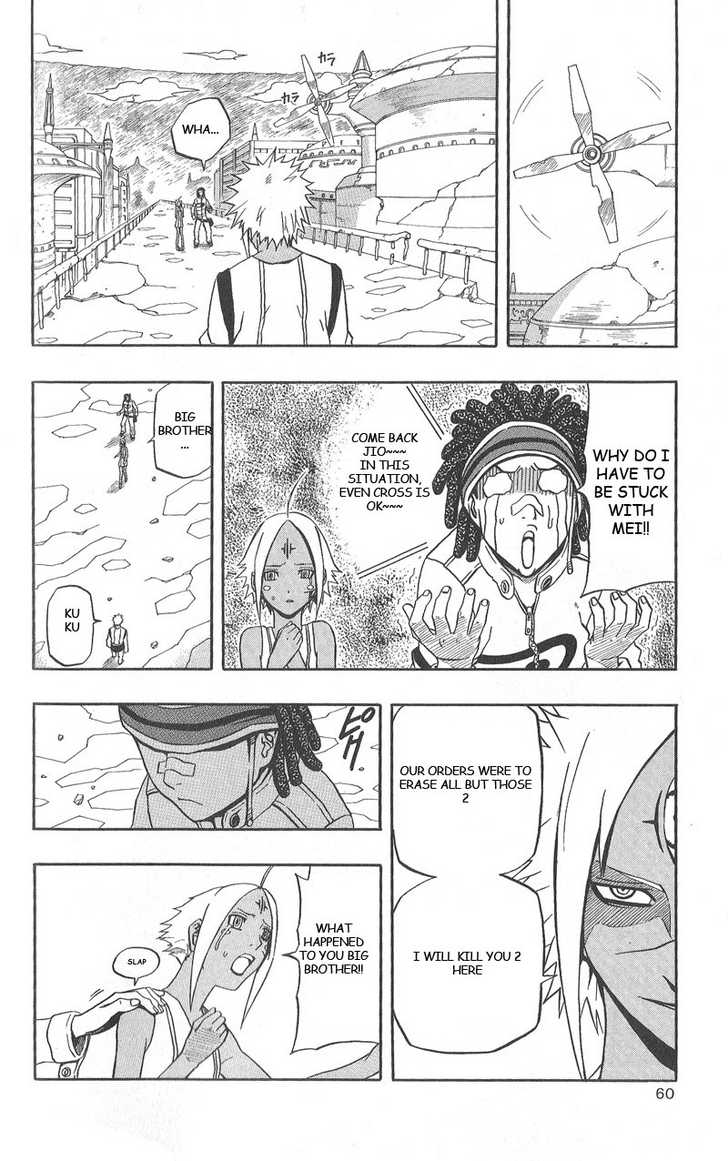 カラ
カラ
WHA...
WHY DO I
HAVE TO
BE STUCK
WITH
MEI!!
COME BACK
JIO~~~
IN THIS
SITUATION,
EVEN CROSS IS
OK~~~
BIG
BROTHER
...
KU
KU
OUR ORDERS WERE TO
ERASE ALL BUT THOSE
2
I WILL KILL YOU 2
HERE
WHAT
HAPPENED
TO YOU BIG
BROTHER!!
SLAP
60